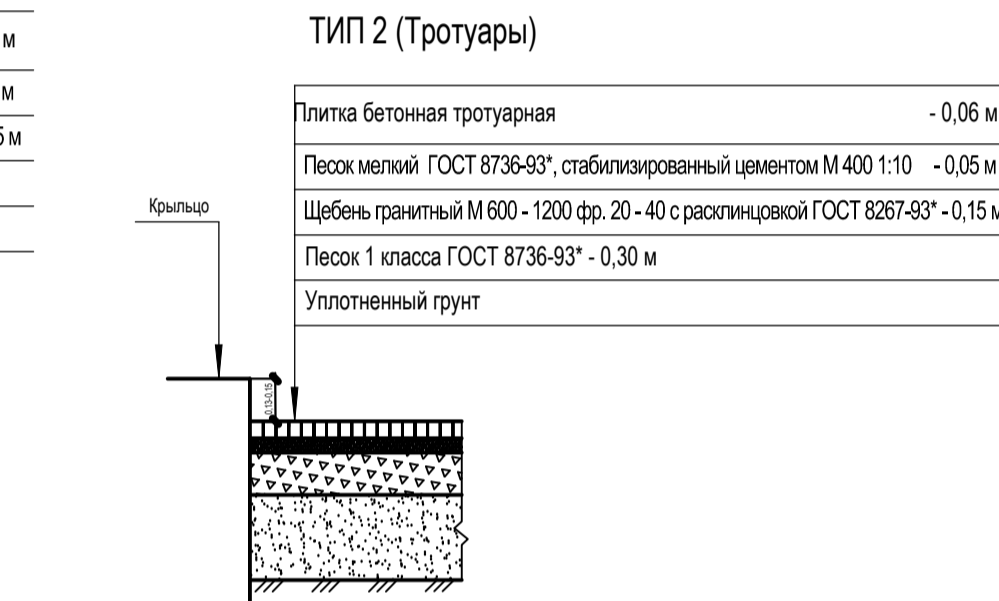 м
м
5 м
ТИП 2 (Тротуары)
Плитка бетонная тротуарная - 0,06 м
Песок мелкий ГОСТ 8736-93*, стабилизированный цементом М 400 1:10 - 0,05 м
Щебень гранитный М 600 - 1200 фр. 20 - 40 с расклинцовкой ГОСТ 8267-93* - 0,15 м
Песок 1 класса ГОСТ 8736-93* - 0,30 м
Уплотненный грунт
Крыльцо
0,13-0,15